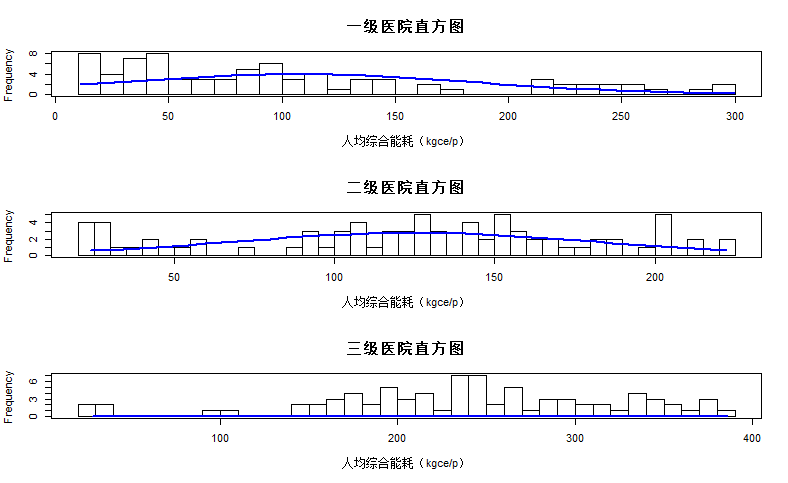 一级医院直方图
Frequency
0 4 8
0 50 100 150 200 250 300
人均综合能耗（kgce/p）
二级医院直方图
Frequency
0 2 4
50 100 150 200
人均综合能耗（kgce/p）
三级医院直方图
Frequency
0 3 6
100 200 300 400
人均综合能耗（kgce/p）